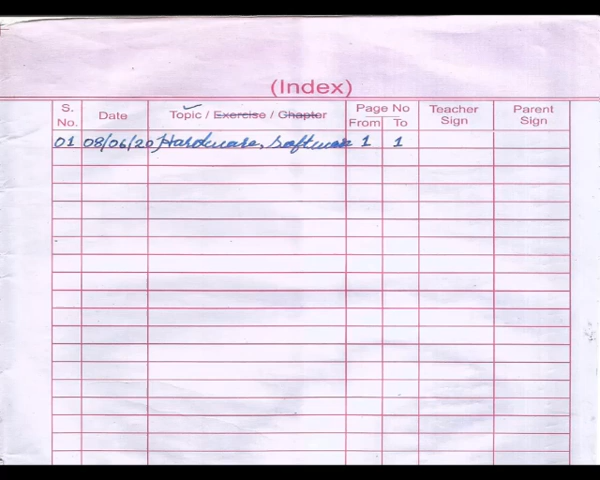 (Index)
S. No. Date Topic / Exercise / Chapter Page No From To Teacher Sign Parent Sign
01 08/06/20 Hardware, Software 1 1